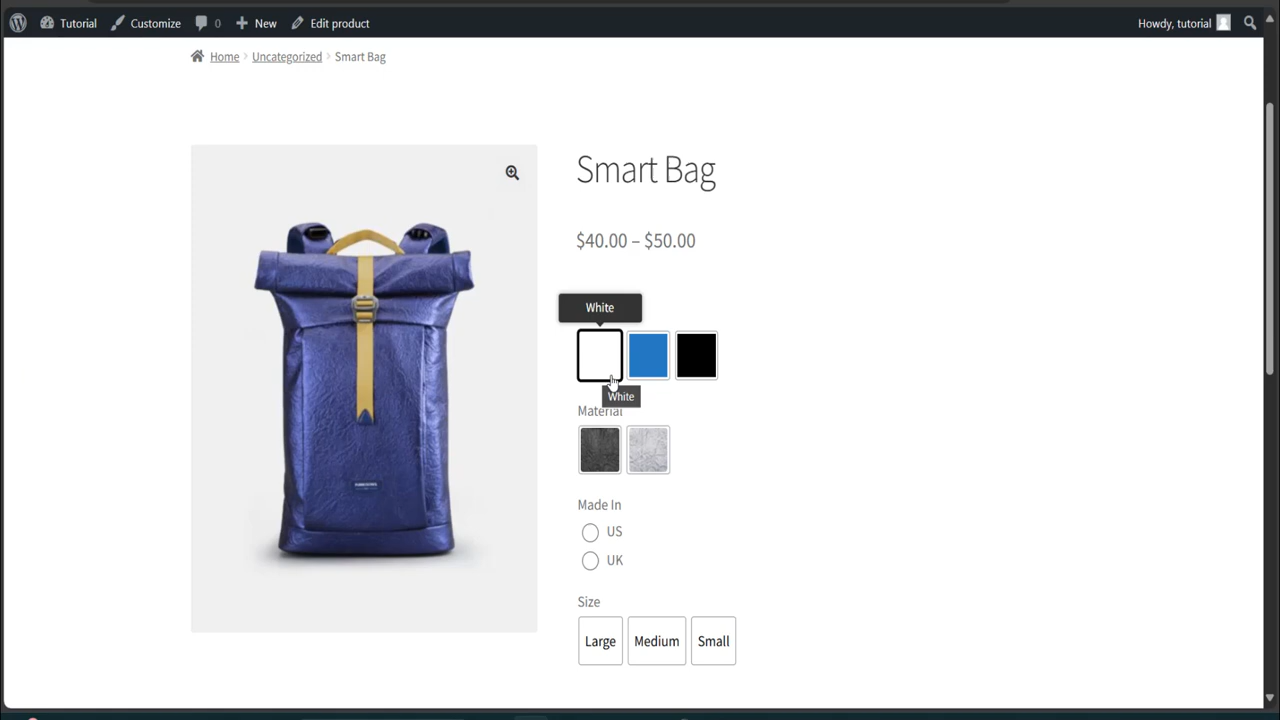 Tutorial Customize 0 New Edit product Howdy, tutorial
Home Uncategorized Smart Bag
Smart Bag
$40.00 – $50.00
White
White
Material
Made In
US
UK
Size
Large Medium Small